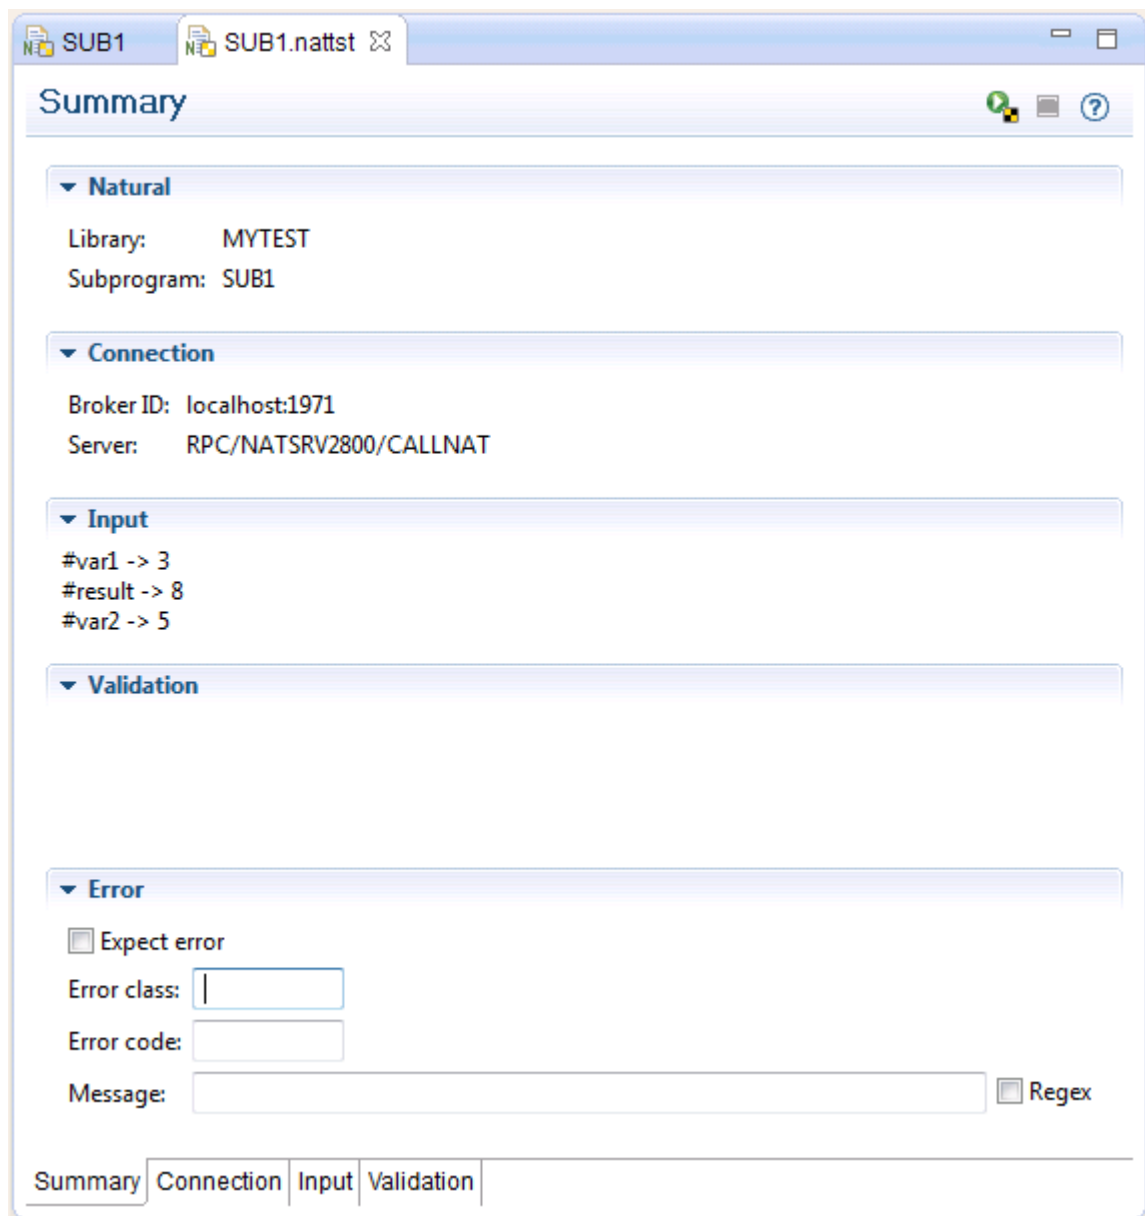 SUB1 SUB1.nattst
Summary
Natural
Library: MYTEST
Subprogram: SUB1
Connection
Broker ID: localhost:1971
Server: RPC/NATSRV2800/CALLNAT
Input
#var1 -> 3
#result -> 8
#var2 -> 5
Validation
Error
Expect error
Error class:
Error code:
Message: Regex
Summary Connection Input Validation